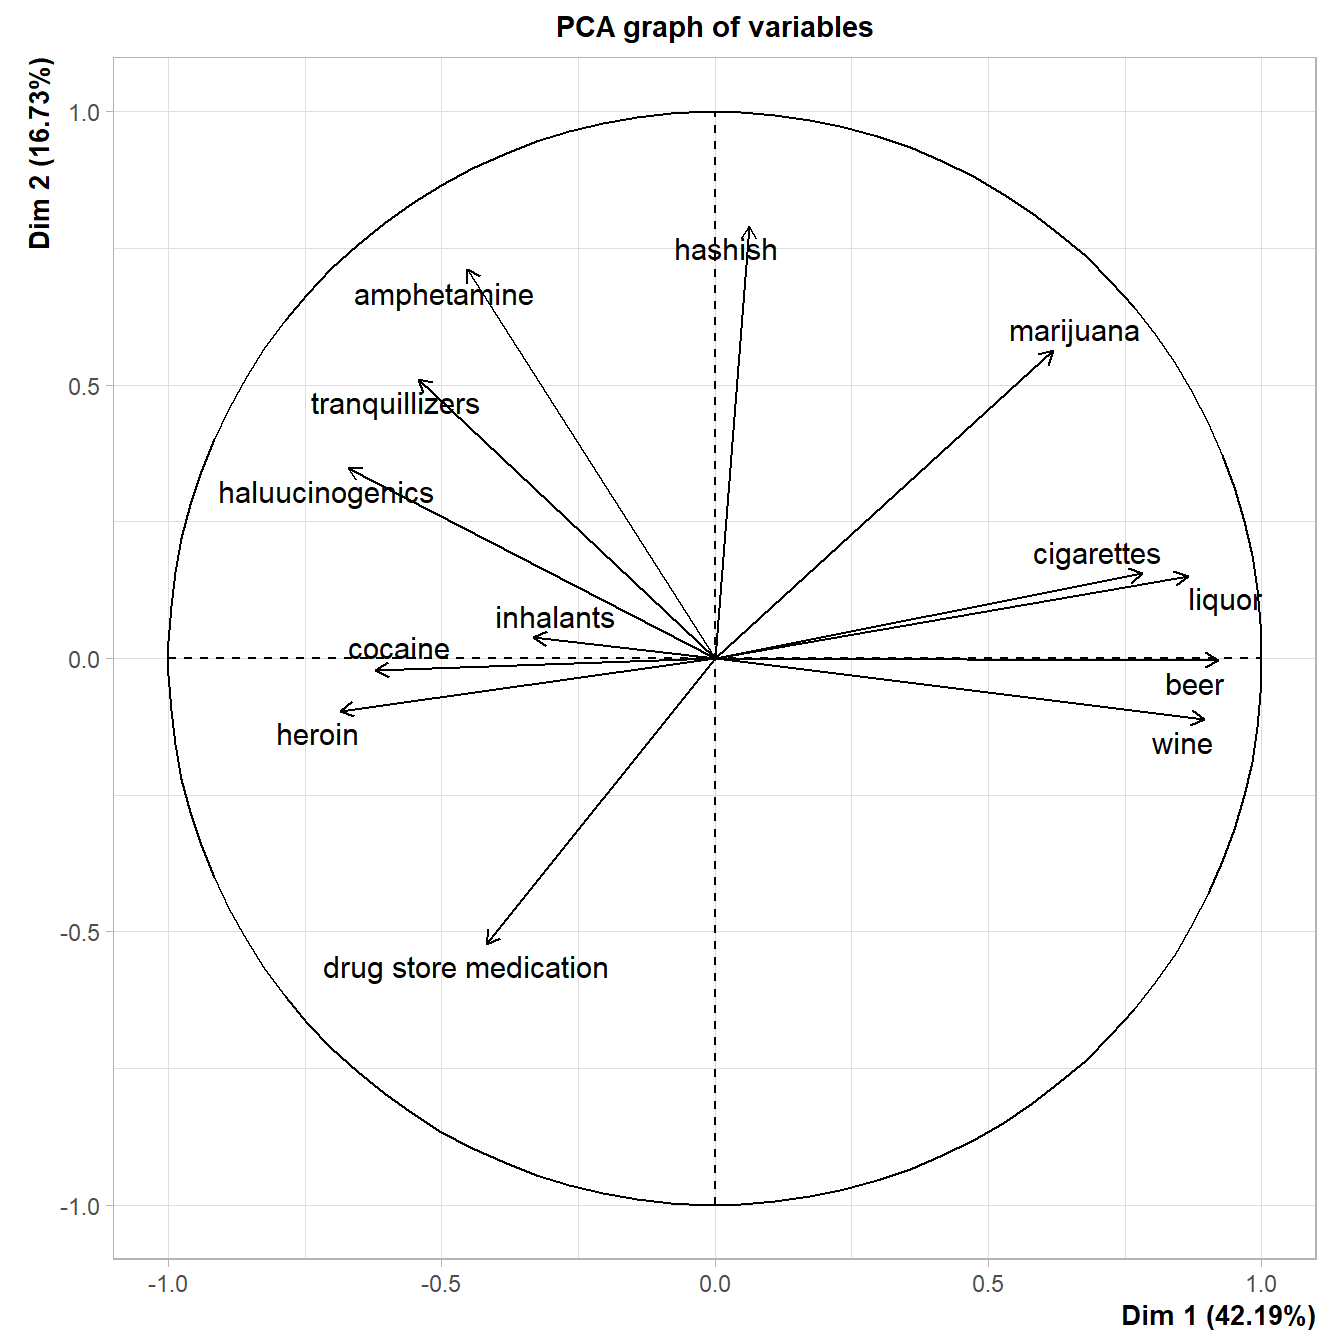 PCA graph of variables
Dim 2 (16.73%)
1.0
hashish
amphetamine
marijuana
0.5
tranquillizers
haluucinogenics
cigarettes
liquor
inhalants
cocaine
0.0
beer
heroin
wine
-0.5
drug store medication
-1.0
-1.0 -0.5 0.0 0.5 1.0
Dim 1 (42.19%)